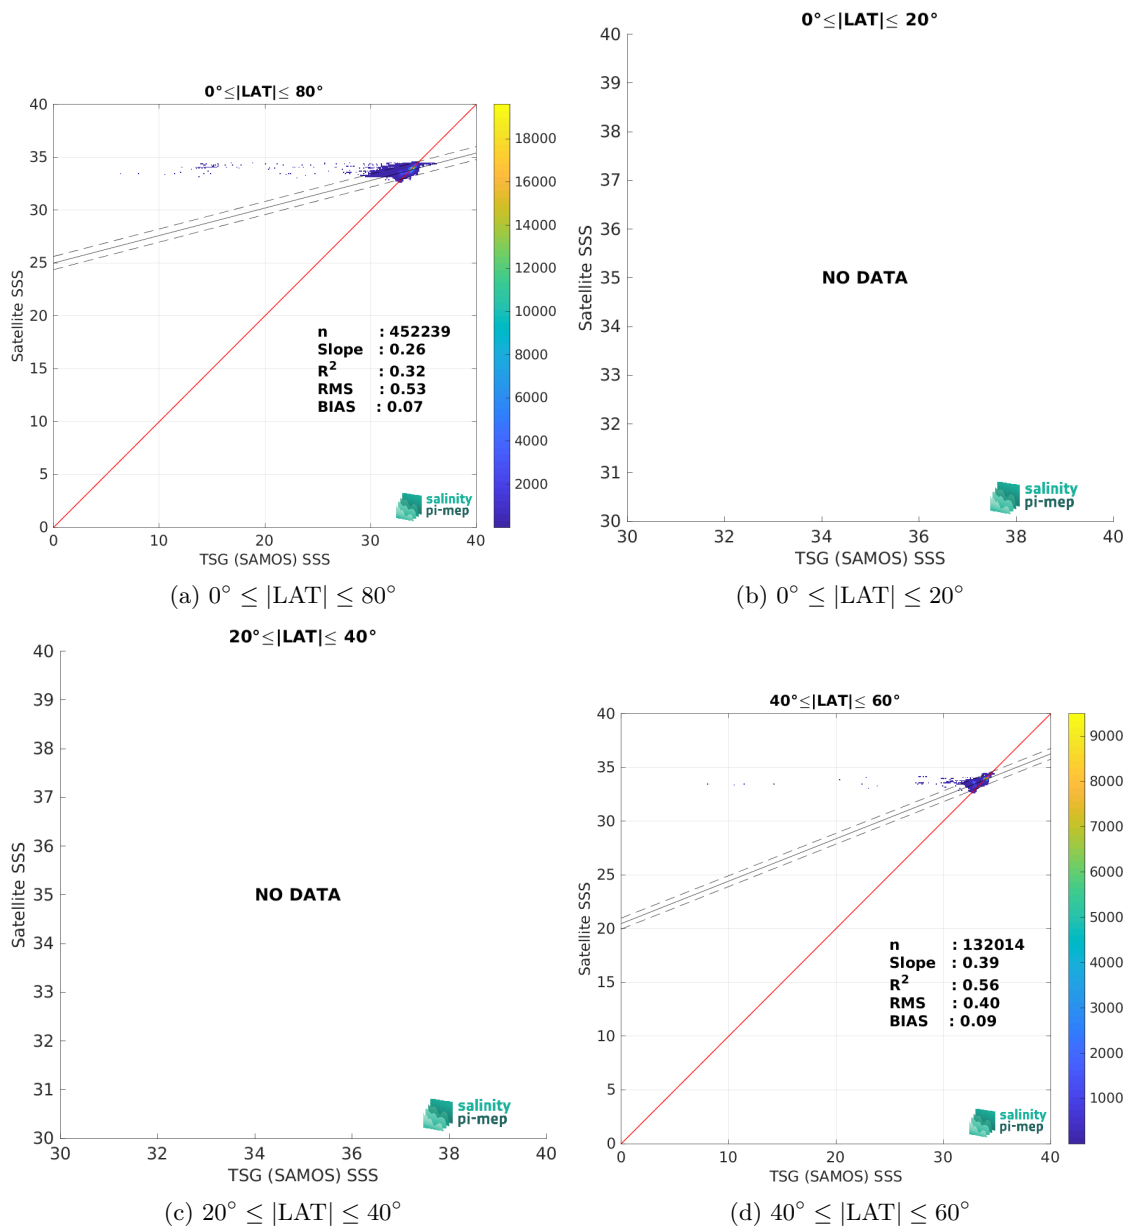 0°≤|LAT|≤ 80°
40
35
30
25
20
15
10
5
0
Satellite SSS
0
10
20
30
40
TSG (SAMOS) SSS
18000
16000
14000
12000
10000
8000
6000
4000
2000
n : 452239
Slope : 0.26
R² : 0.32
RMS : 0.53
BIAS : 0.07
salinity
pi-mep
(a) 0° ≤ |LAT| ≤ 80°
0°≤|LAT|≤ 20°
40
39
38
37
36
35
34
33
32
31
30
Satellite SSS
NO DATA
30
32
34
36
38
40
TSG (SAMOS) SSS
salinity
pi-mep
(b) 0° ≤ |LAT| ≤ 20°
20°≤|LAT|≤ 40°
40
39
38
37
36
35
34
33
32
31
30
Satellite SSS
NO DATA
30
32
34
36
38
40
TSG (SAMOS) SSS
salinity
pi-mep
(c) 20° ≤ |LAT| ≤ 40°
40°≤|LAT|≤ 60°
40
35
30
25
20
15
10
5
0
Satellite SSS
0
10
20
30
40
TSG (SAMOS) SSS
9000
8000
7000
6000
5000
4000
3000
2000
1000
n : 132014
Slope : 0.39
R² : 0.56
RMS : 0.40
BIAS : 0.09
salinity
pi-mep
(d) 40° ≤ |LAT| ≤ 60°